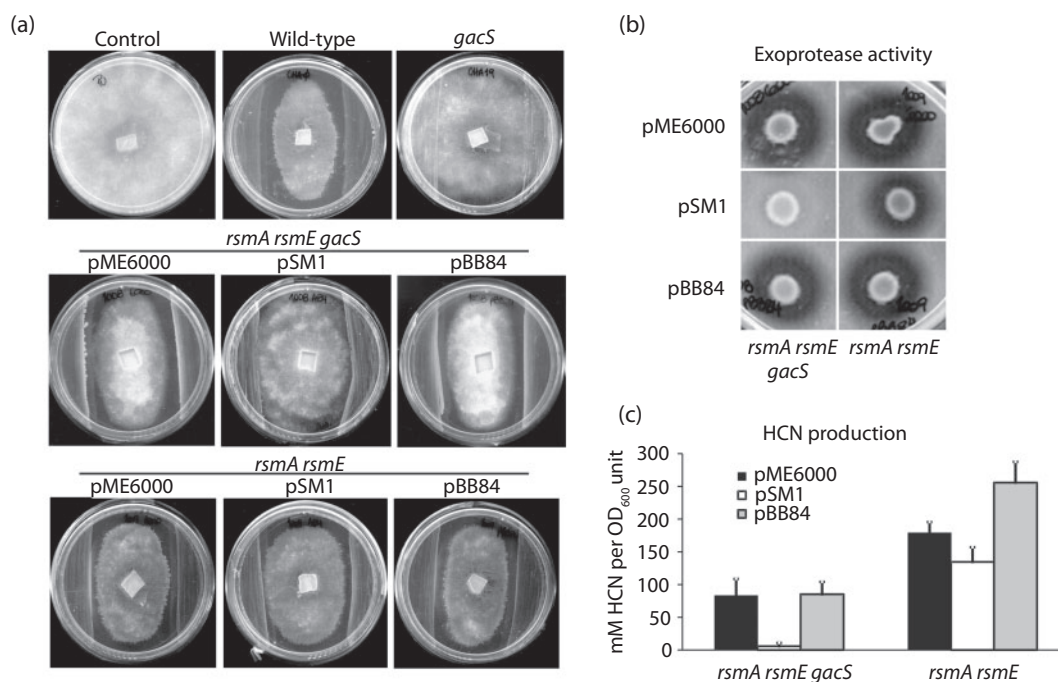 (a)
Control Wild-type gacS
rsmA rsmE gacS
pME6000 pSM1 pBB84
rsmA rsmE
pME6000 pSM1 pBB84
(b)
Exoprotease activity
pME6000
pSM1
pBB84
rsmA rsmE gacS
rsmA rsmE
(c)
HCN production
mM HCN per OD600 unit
300
250
200
150
100
50
0
pME6000
pSM1
pBB84
rsmA rsmE gacS rsmA rsmE